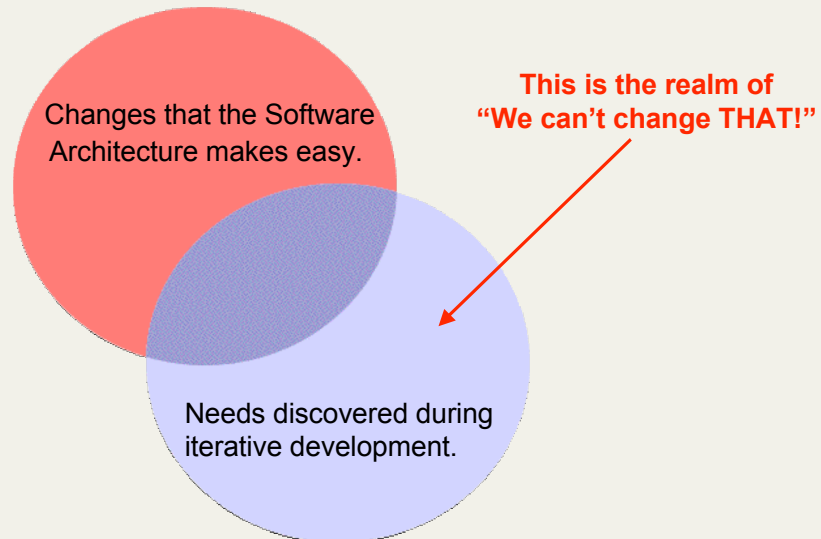 This is the realm of
“We can’t change THAT!”
Changes that the Software
Architecture makes easy.
Needs discovered during
iterative development.